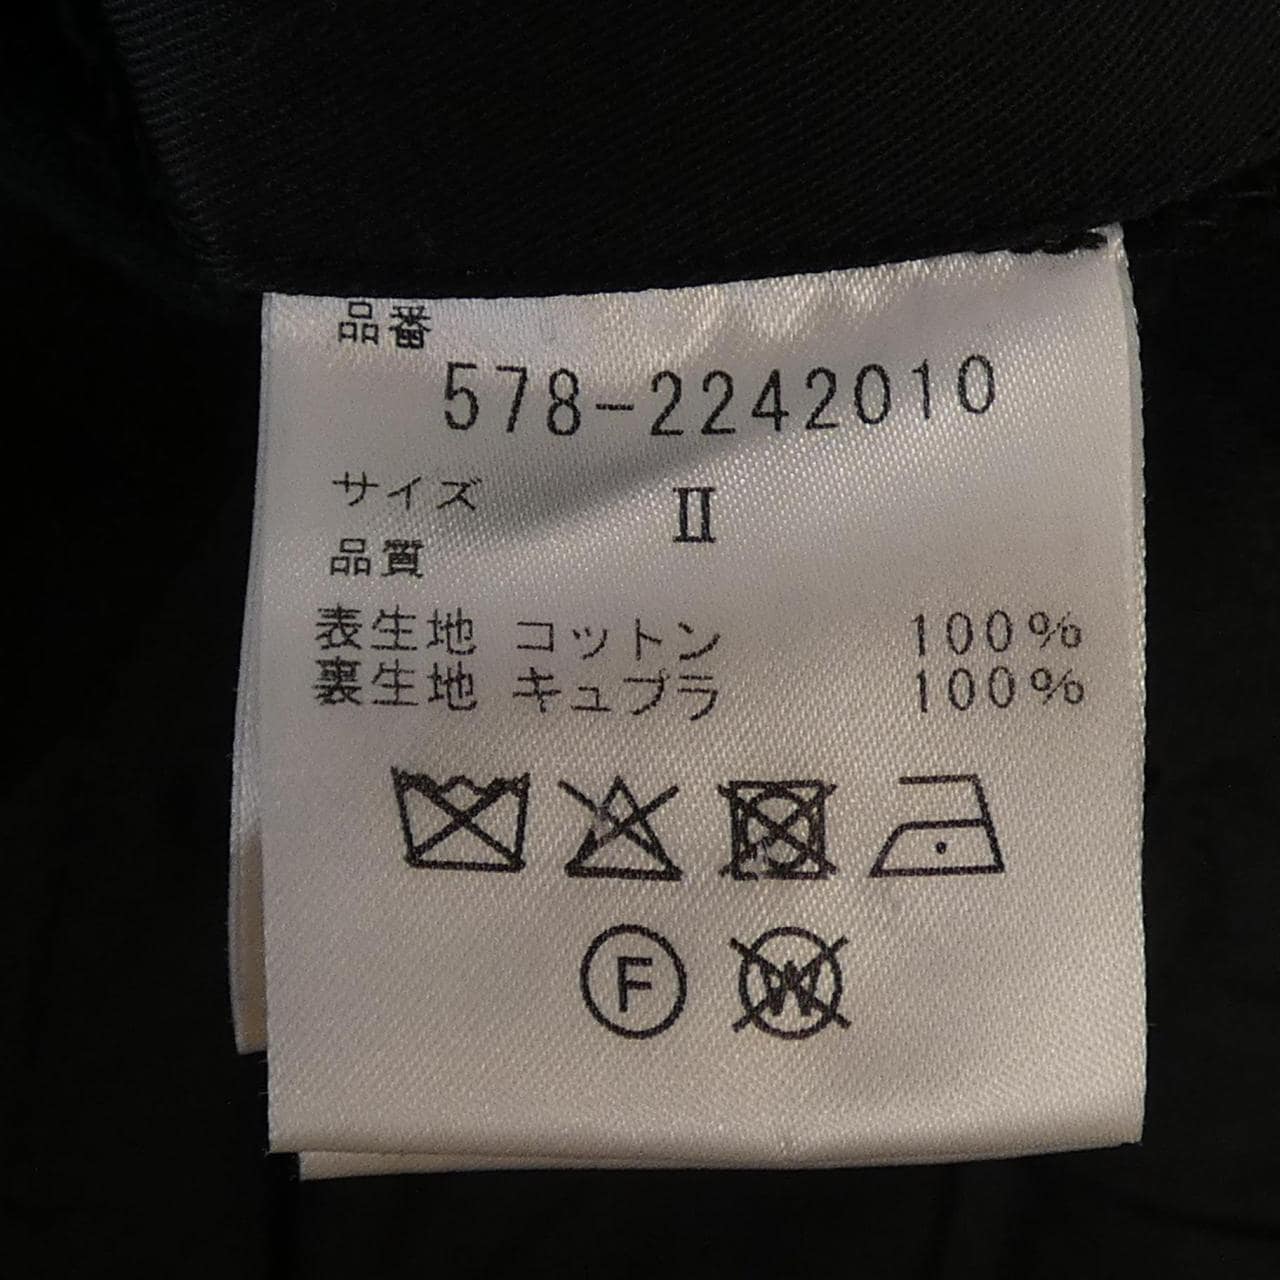 品番
578-2242010
サイズ Ⅱ
品質
表生地 コットン 100%
裏生地 キュプラ 100%
F W